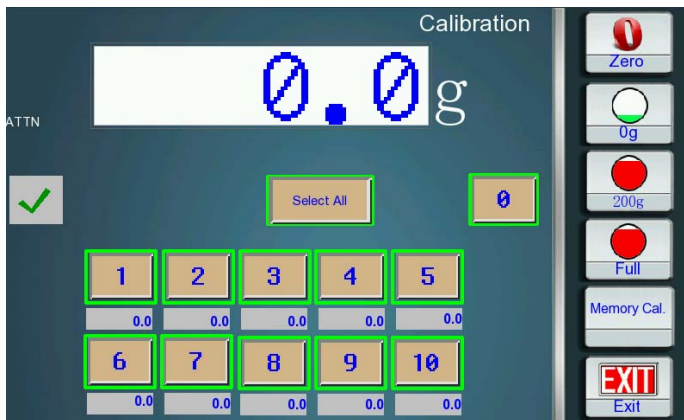 Calibration
0.0g
ATTN
Select All
0
1 2 3 4 5
0.0 0.0 0.0 0.0 0.0
6 7 8 9 10
0.0 0.0 0.0 0.0 0.0
Zero
0g
200g
Full
Memory Cal.
EXIT
Exit